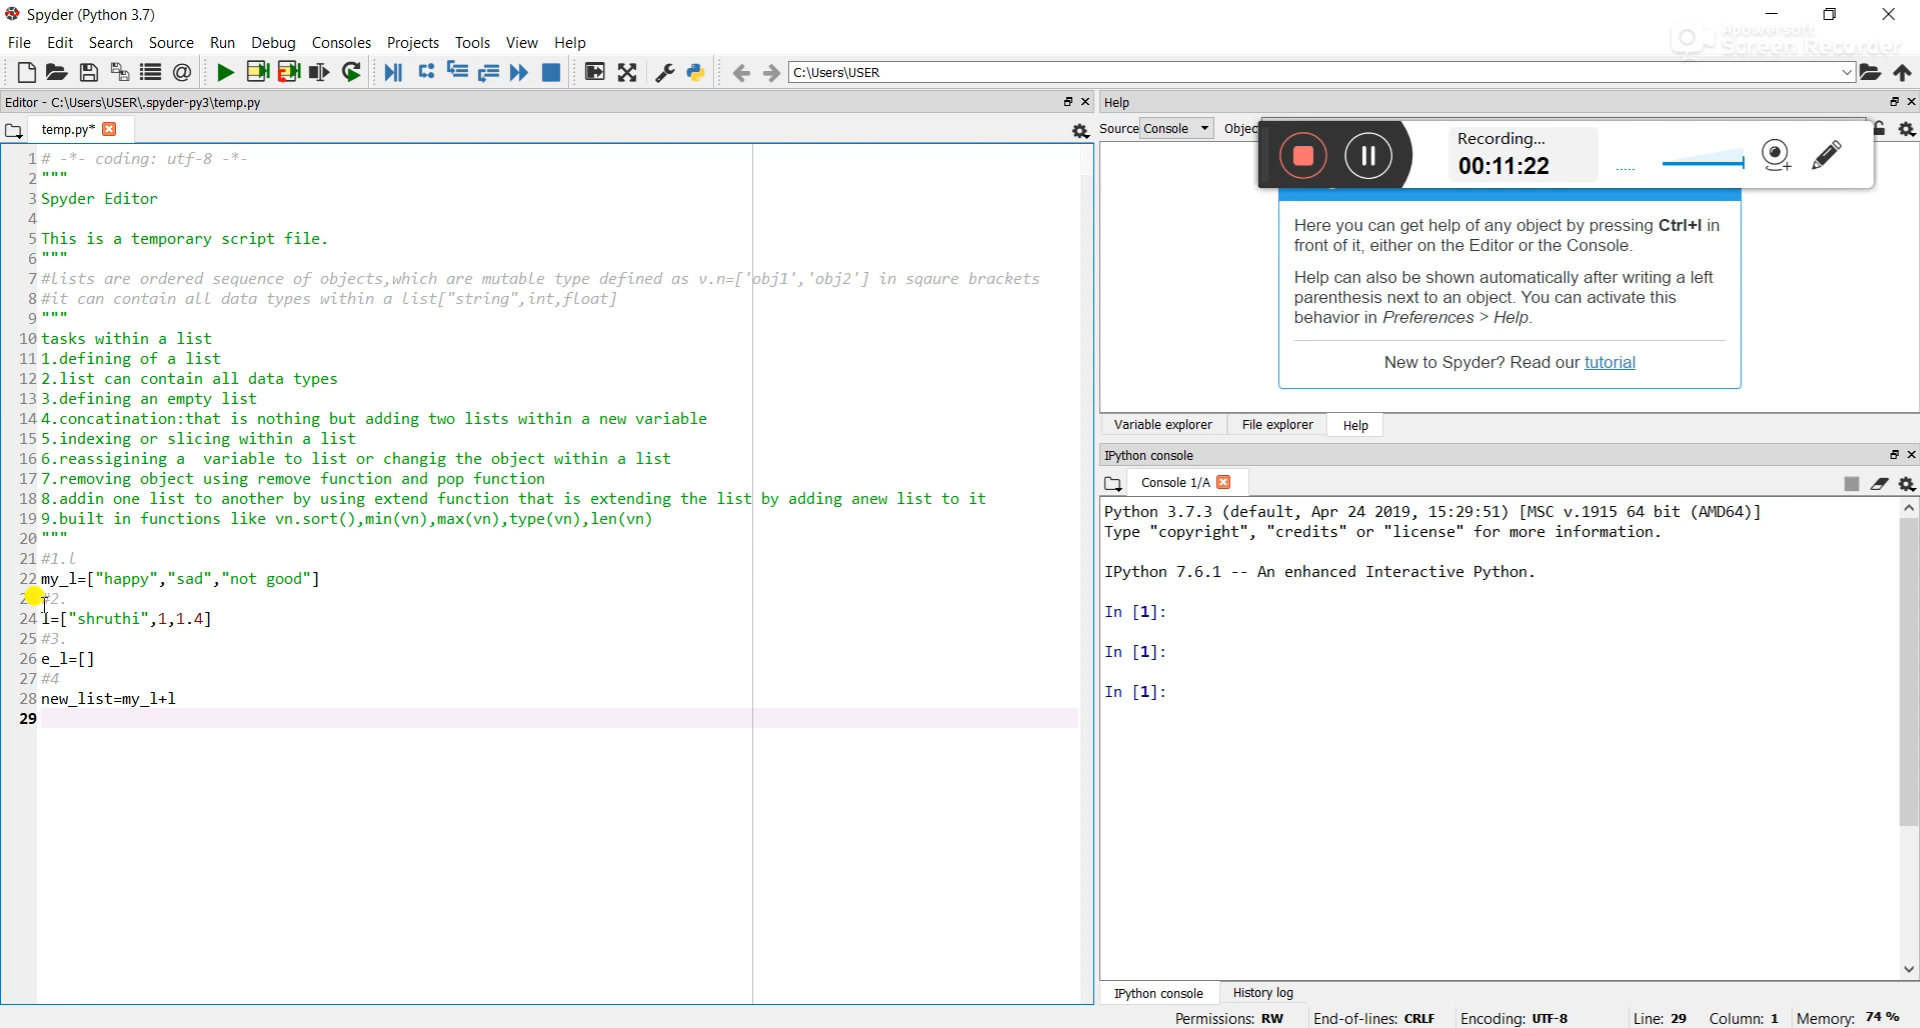 Spyder (Python 3.7)
File Edit Search Source Run Debug Consoles Projects Tools View Help
Apowersoft
Screen Recorder
C:\Users\USER
Editor - C:\Users\USER\.spyder-py3\temp.py
Help
temp.py*
Source Console Objec
Recording...
00:11:22
1 # -*- coding: utf-8 -*-
2 """
3 Spyder Editor
4
5 This is a temporary script file.
6 """
7 #lists are ordered sequence of objects,which are mutable type defined as v.n=['obj1','obj2'] in sqaure brackets
8 #it can contain all data types within a list["string",int,float]
9 """
10 tasks within a list
11 1.defining of a list
12 2.list can contain all data types
13 3.defining an empty list
14 4.concatination:that is nothing but adding two lists within a new variable
15 5.indexing or slicing within a list
16 6.reassigining a  variable to list or changig the object within a list
17 7.removing object using remove function and pop function
18 8.addin one list to another by using extend function that is extending the list by adding anew list to it
19 9.built in functions like vn.sort(),min(vn),max(vn),type(vn),len(vn)
20 """
21 #1.l
22 my_l=["happy","sad","not good"]
23 #2.
24 l=["shruthi",1,1.4]
25 #3.
26 e_l=[]
27 #4
28 new_list=my_l+l
29
Here you can get help of any object by pressing Ctrl+I in
front of it, either on the Editor or the Console.
Help can also be shown automatically after writing a left
parenthesis next to an object. You can activate this
behavior in Preferences > Help.
New to Spyder? Read our tutorial
Variable explorer File explorer Help
IPython console
Console 1/A
Python 3.7.3 (default, Apr 24 2019, 15:29:51) [MSC v.1915 64 bit (AMD64)]
Type "copyright", "credits" or "license" for more information.
IPython 7.6.1 -- An enhanced Interactive Python.
In [1]:
In [1]:
In [1]:
IPython console History log
Permissions: RW End-of-lines: CRLF Encoding: UTF-8 Line: 29 Column: 1 Memory: 74 %